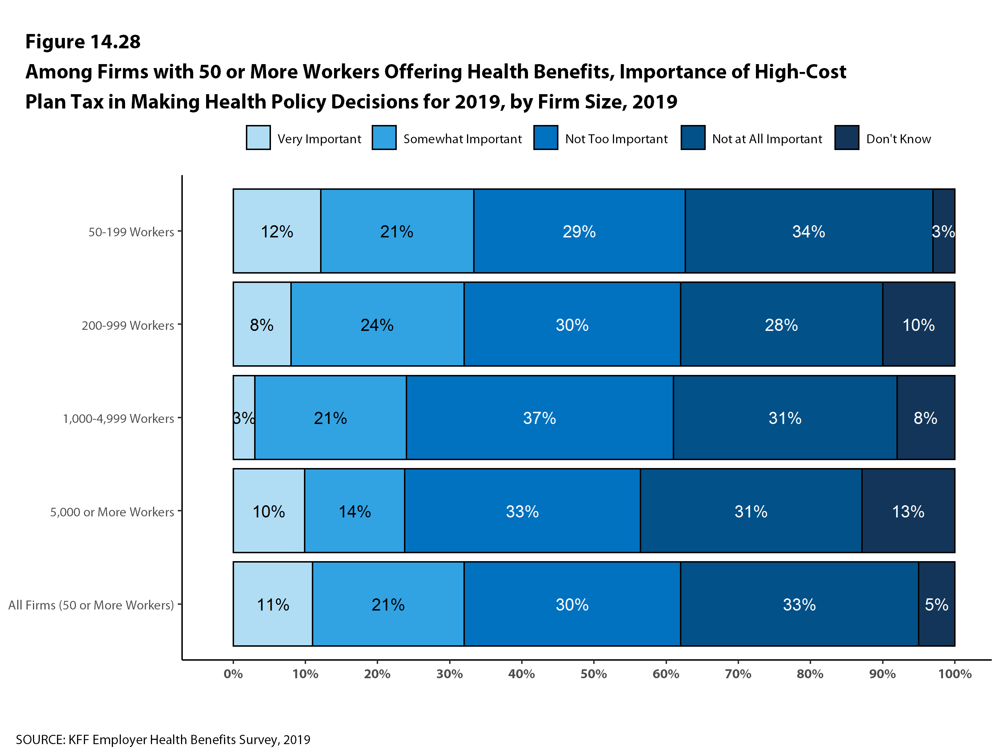 Figure 14.28
Among Firms with 50 or More Workers Offering Health Benefits, Importance of High-Cost
Plan Tax in Making Health Policy Decisions for 2019, by Firm Size, 2019
Very Important Somewhat Important Not Too Important Not at All Important Don't Know
50-199 Workers 12% 21% 29% 34% 3%
200-999 Workers 8% 24% 30% 28% 10%
1,000-4,999 Workers 3% 21% 37% 31% 8%
5,000 or More Workers 10% 14% 33% 31% 13%
All Firms (50 or More Workers) 11% 21% 30% 33% 5%
0% 10% 20% 30% 40% 50% 60% 70% 80% 90% 100%
SOURCE: KFF Employer Health Benefits Survey, 2019